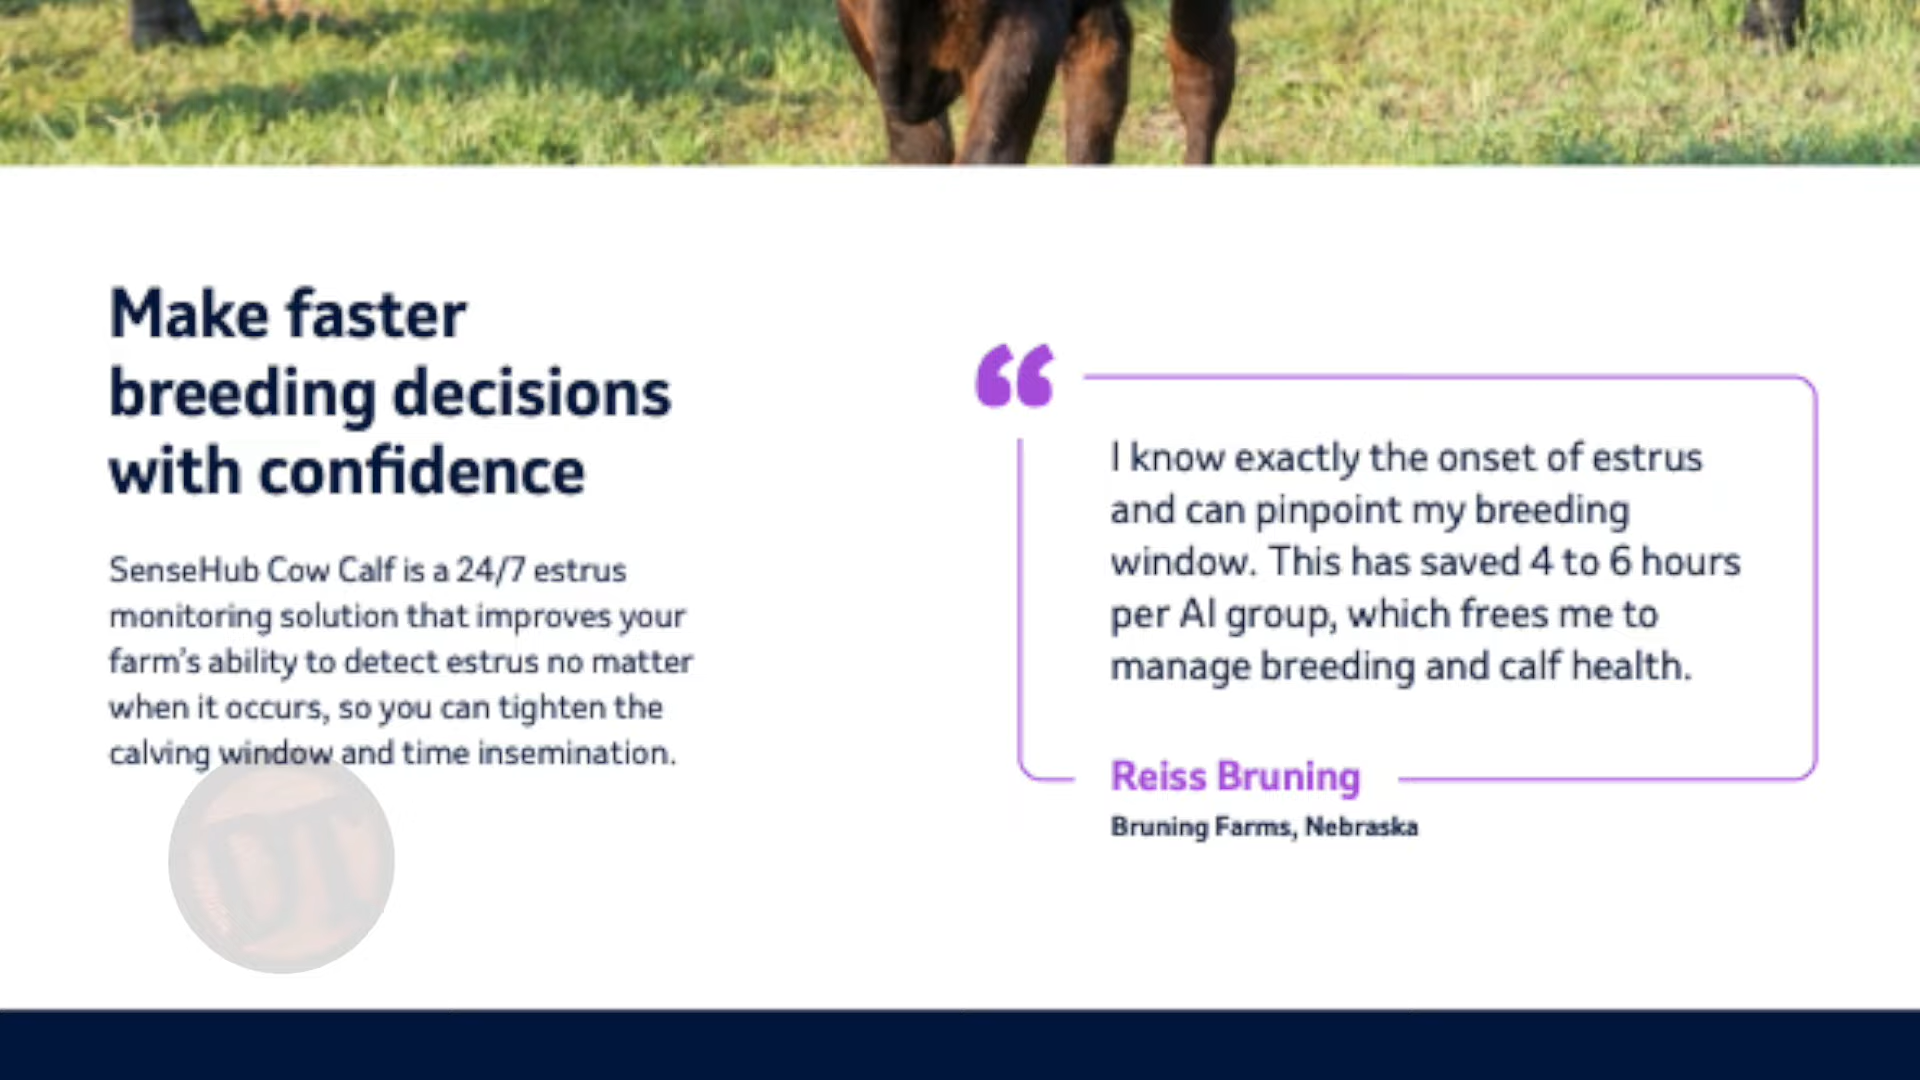 Make faster
breeding decisions
with confidence
SenseHub Cow Calf is a 24/7 estrus
monitoring solution that improves your
farm's ability to detect estrus no matter
when it occurs, so you can tighten the
calving window and time insemination.
“
I know exactly the onset of estrus
and can pinpoint my breeding
window. This has saved 4 to 6 hours
per AI group, which frees me to
manage breeding and calf health.
Reiss Bruning
Bruning Farms, Nebraska